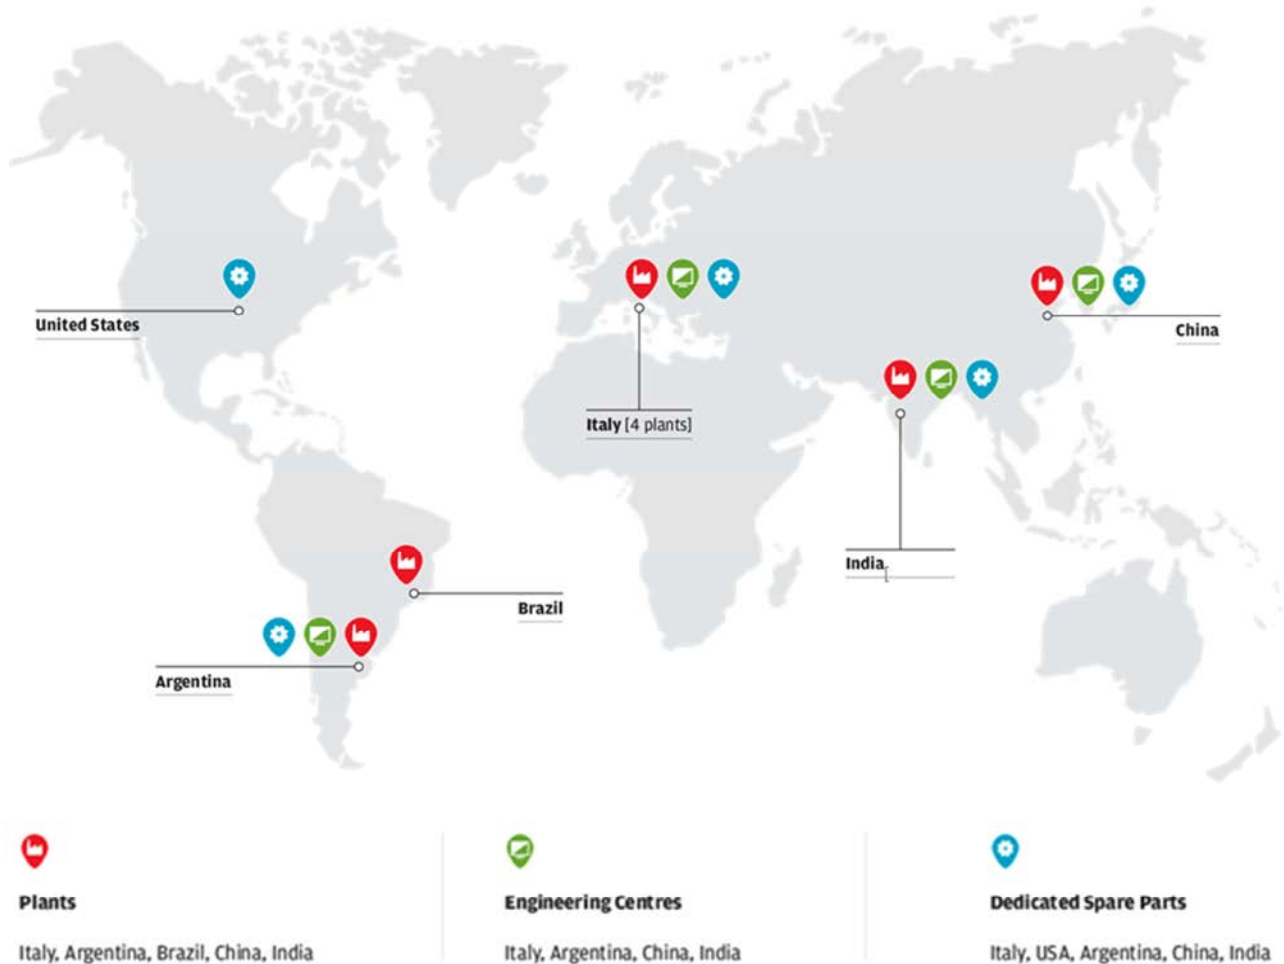 United States
China
Italy [4 plants]
India
Brazil
Argentina
Plants
Italy, Argentina, Brazil, China, India
Engineering Centres
Italy, Argentina, China, India
Dedicated Spare Parts
Italy, USA, Argentina, China, India